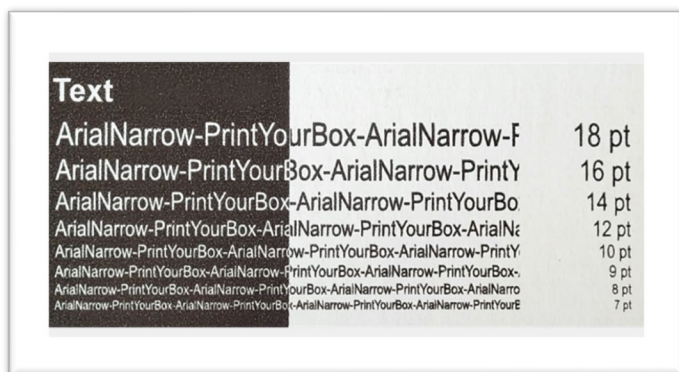 Text
ArialNarrow-PrintYourBox-ArialNarrow-F 18 pt
ArialNarrow-PrintYourBox-ArialNarrow-PrintY 16 pt
ArialNarrow-PrintYourBox-ArialNarrow-PrintYourBo 14 pt
ArialNarrow-PrintYourBox-ArialNarrow-PrintYourBox-ArialNa 12 pt
ArialNarrow-PrintYourBox-ArialNarrow-PrintYourBox-ArialNarrow-PrintY 10 pt
ArialNarrow-PrintYourBox-ArialNarrow-PrintYourBox-ArialNarrow-PrintYourBox- 9 pt
ArialNarrow-PrintYourBox-ArialNarrow-PrintYourBox-ArialNarrow-PrintYourBox-ArialNarro 8 pt
ArialNarrow-PrintYourBox-ArialNarrow-PrintYourBox-ArialNarrow-PrintYourBox-ArialNarrow-PrintYourE 7 pt